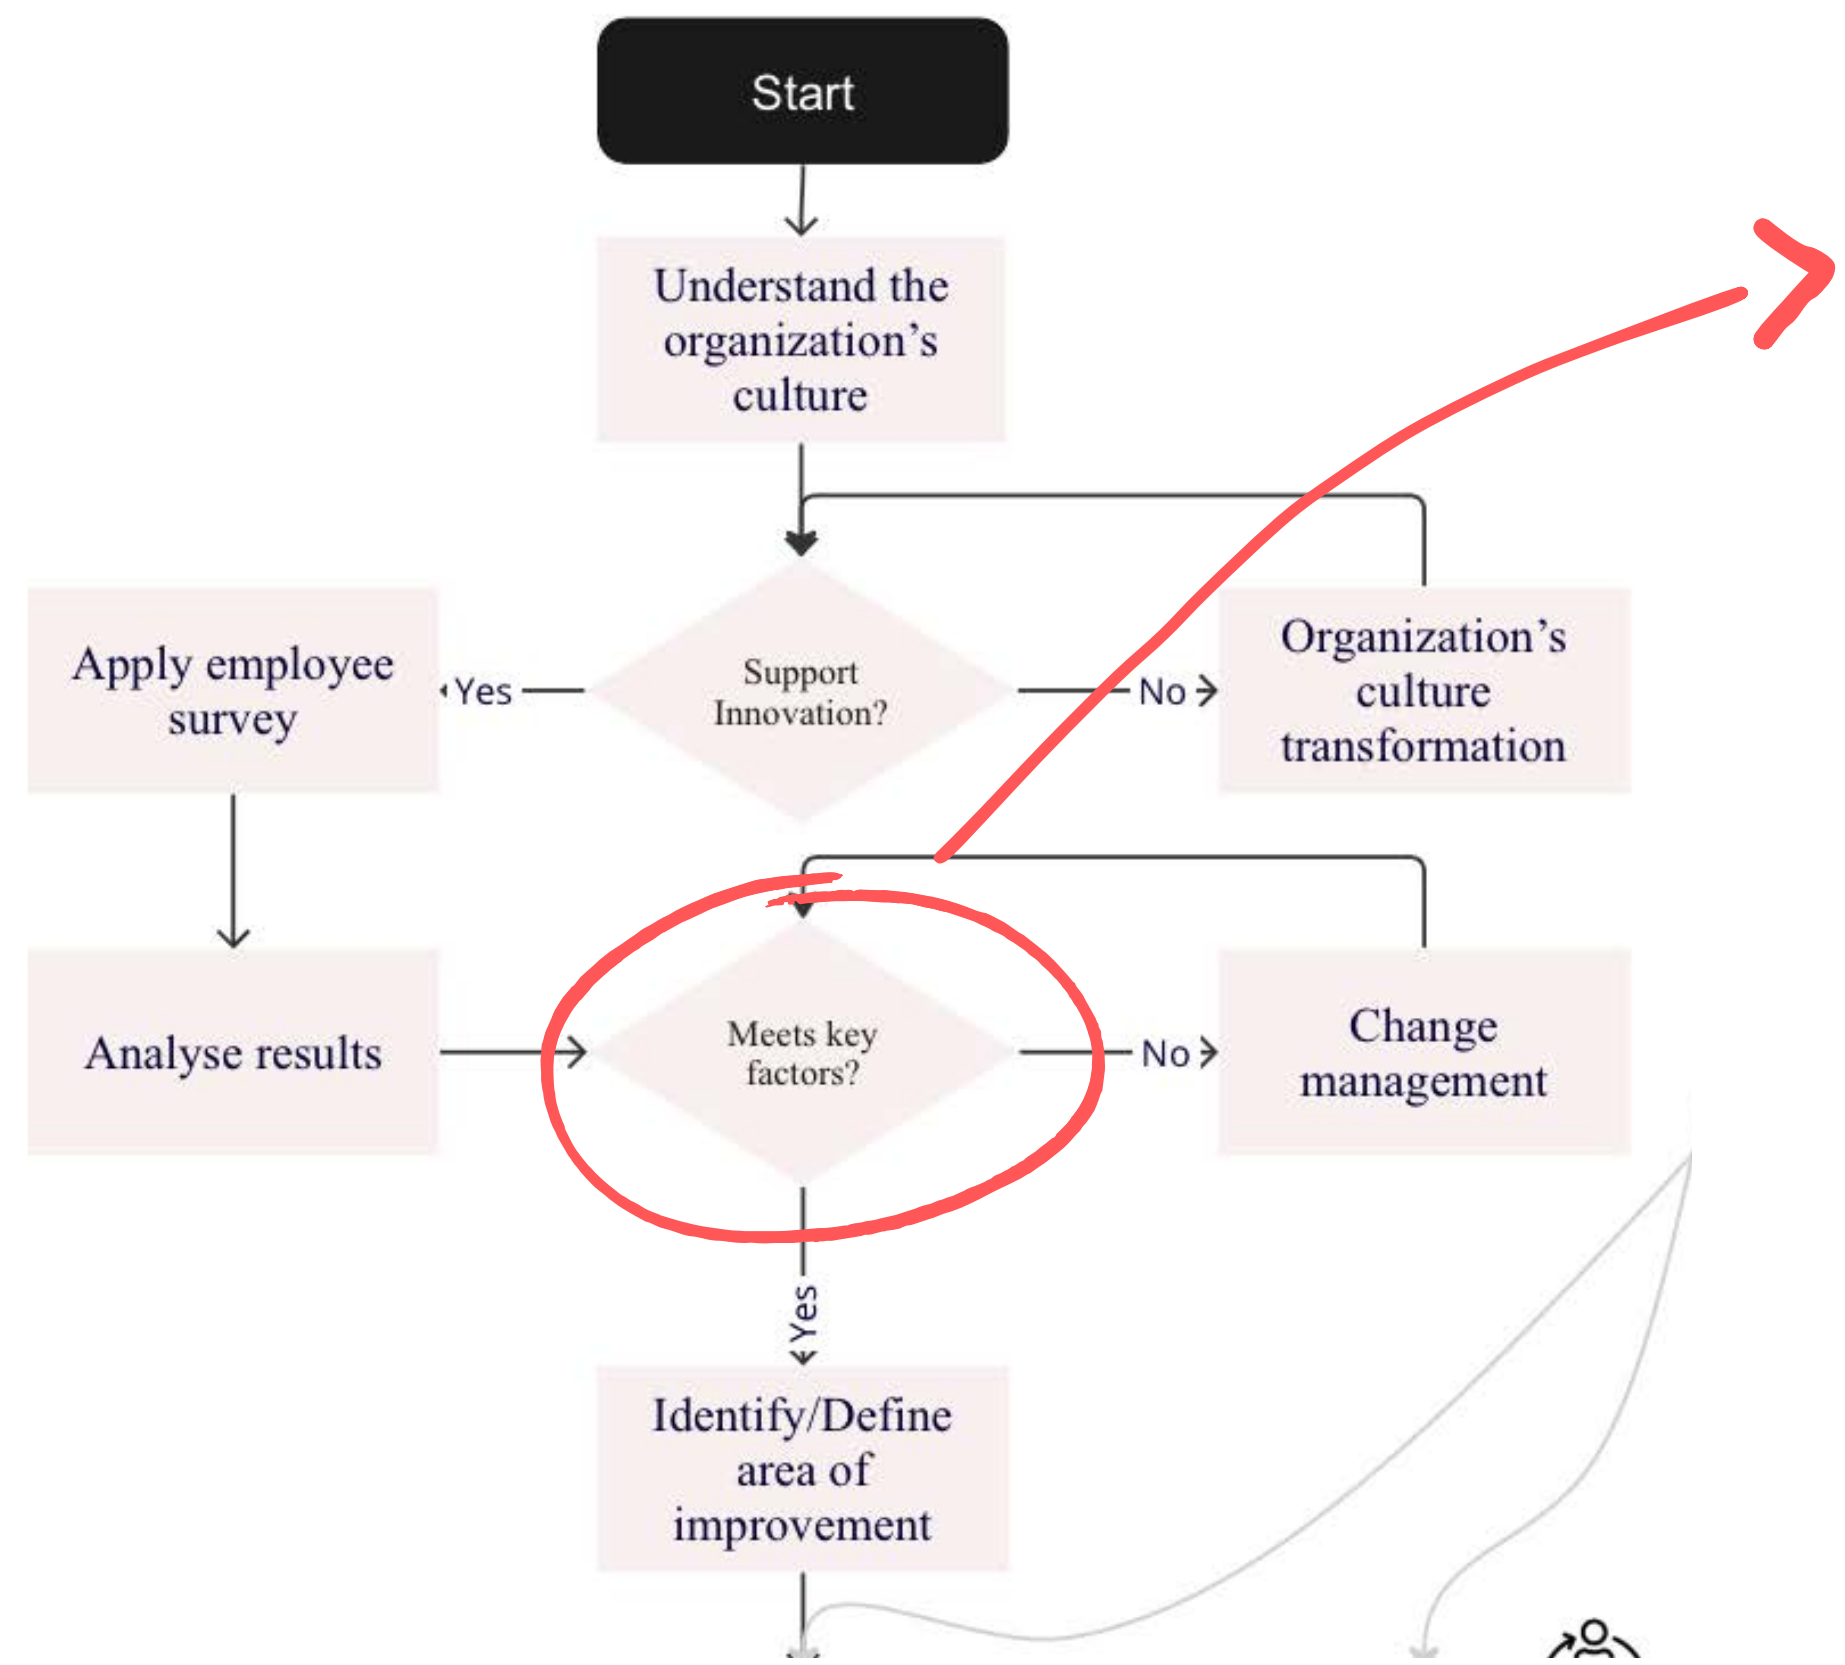 Start
Understand the
organization’s
culture
Apply employee
survey
Yes
Support
Innovation?
No
Organization’s
culture
transformation
Analyse results
Meets key
factors?
No
Change
management
Yes
Identify/Define
area of
improvement